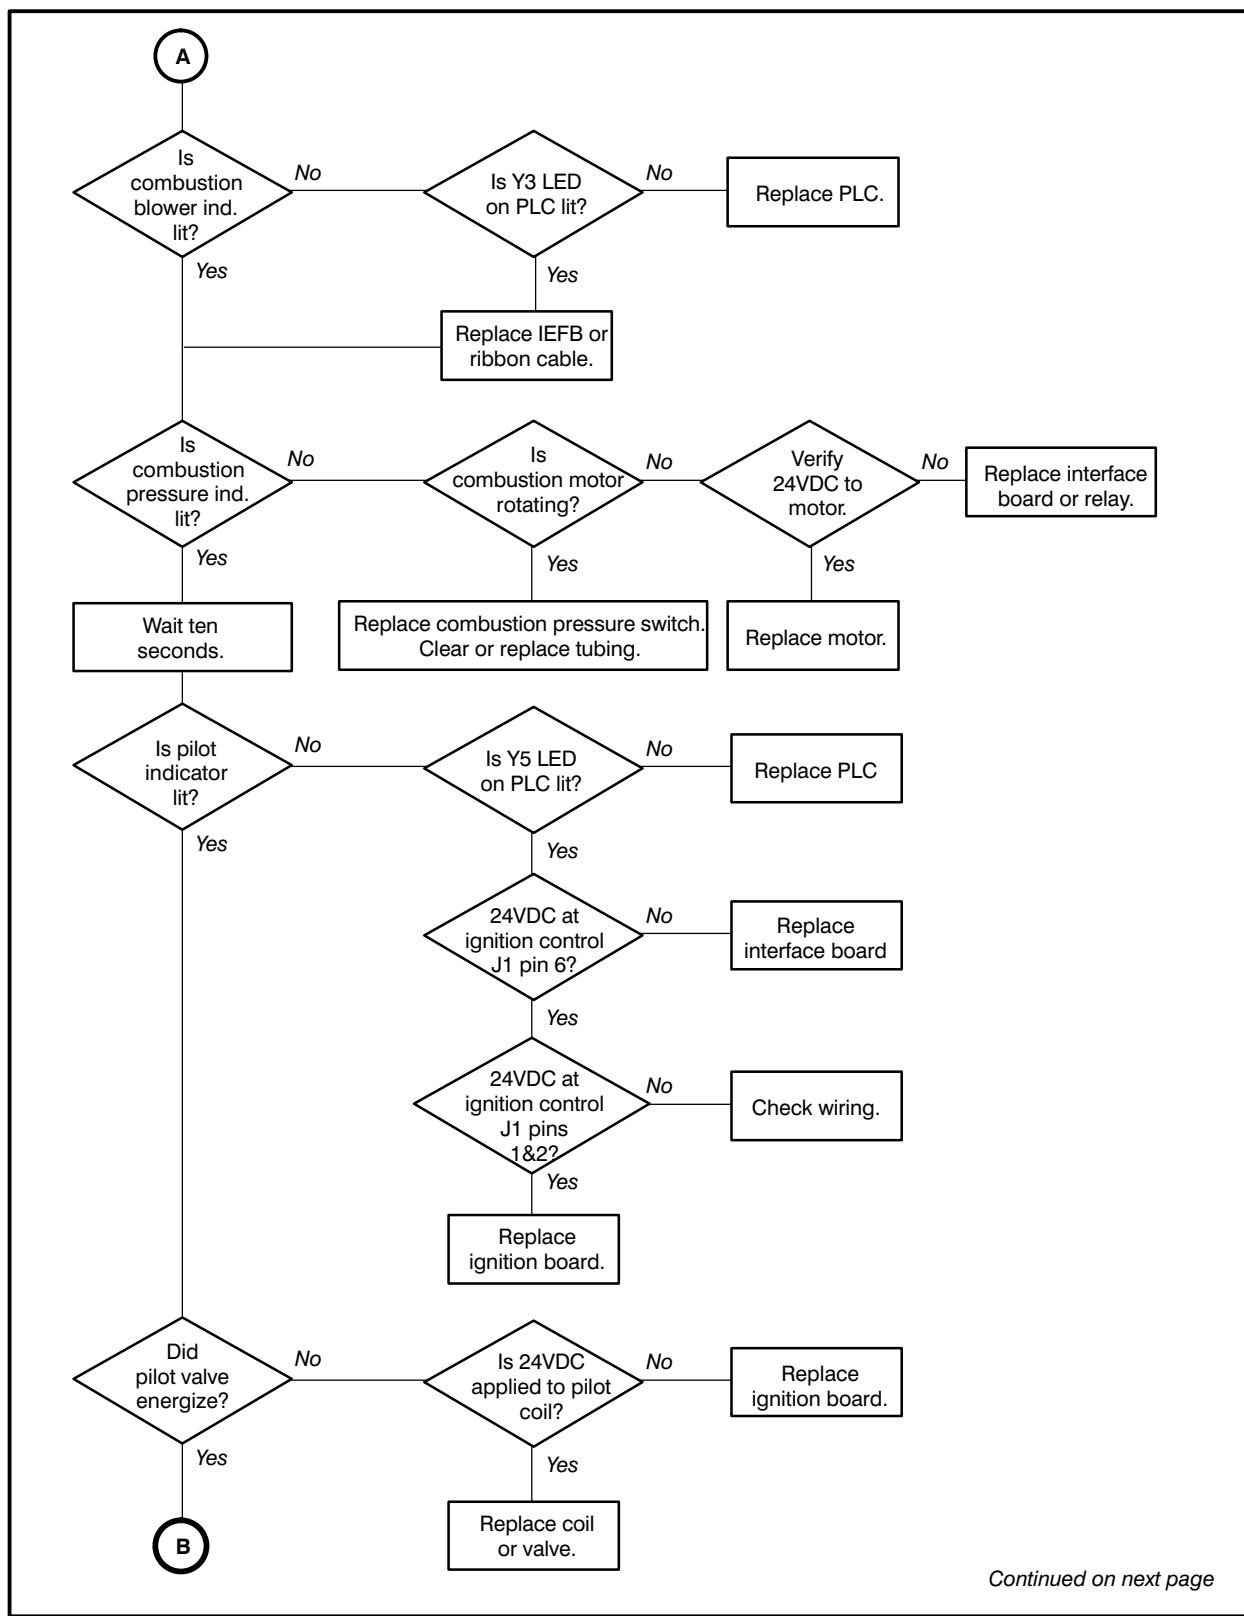 A
Is
combustion
blower ind.
lit?
No
Is Y3 LED
on PLC lit?
No
Replace PLC.
Yes
Yes
Replace IEFB or
ribbon cable.
Is
combustion
pressure ind.
lit?
No
Is
combustion motor
rotating?
No
Verify
24VDC to
motor.
No
Replace interface
board or relay.
Yes
Yes
Yes
Wait ten
seconds.
Replace combustion pressure switch.
Clear or replace tubing.
Replace motor.
Is pilot
indicator
lit?
No
Is Y5 LED
on PLC lit?
No
Replace PLC
Yes
Yes
24VDC at
ignition control
J1 pin 6?
No
Replace
interface board
Yes
24VDC at
ignition control
J1 pins
1&2?
No
Check wiring.
Yes
Replace
ignition board.
Did
pilot valve
energize?
No
Is 24VDC
applied to pilot
coil?
No
Replace
ignition board.
Yes
Yes
B
Replace coil
or valve.
Continued on next page